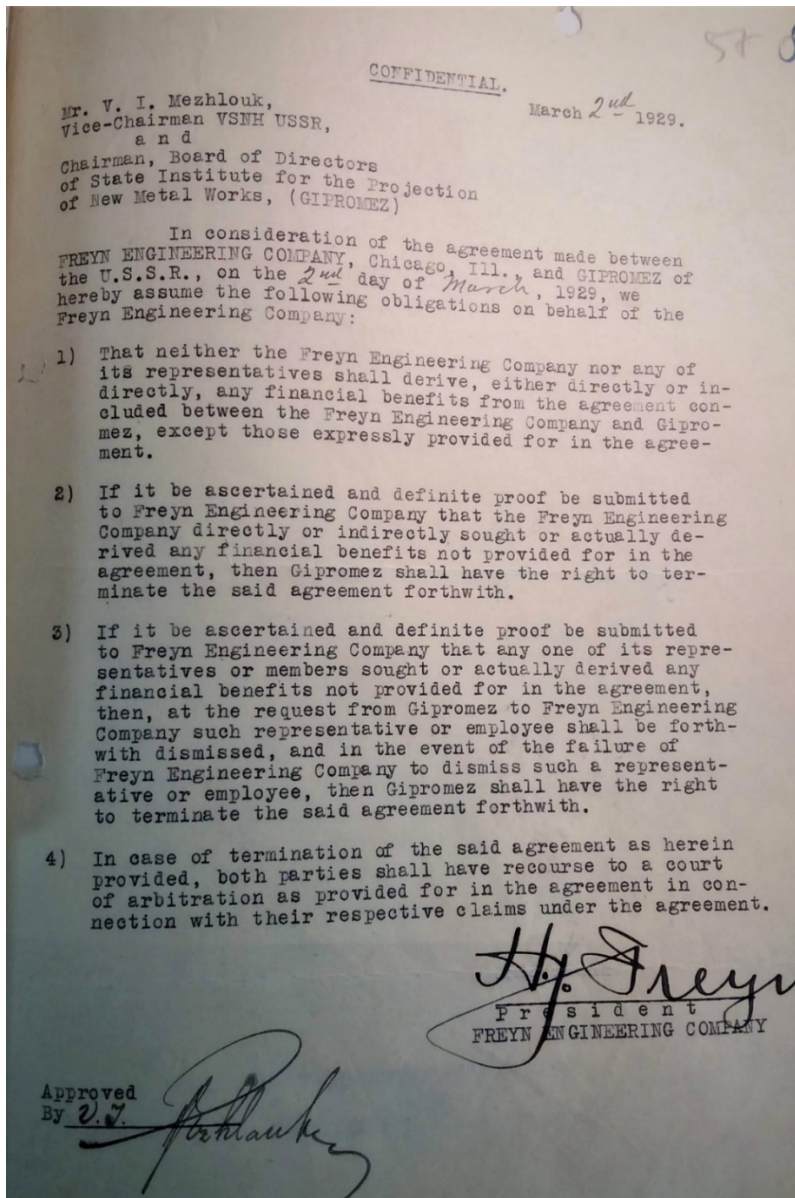 57
CONFIDENTIAL.
March 2nd 1929.
Mr. V. I. Mezhlouk,
Vice-Chairman VSNH USSR,
and
Chairman, Board of Directors
of State Institute for the Projection
of New Metal Works, (GIPROMEZ)
In consideration of the agreement made between
FREYN ENGINEERING COMPANY, Chicago, Ill., and GIPROMEZ of
the U.S.S.R., on the 2nd day of March, 1929, we
hereby assume the following obligations on behalf of the
Freyn Engineering Company:
1) That neither the Freyn Engineering Company nor any of
its representatives shall derive, either directly or in-
directly, any financial benefits from the agreement con-
cluded between the Freyn Engineering Company and Gipro-
mez, except those expressly provided for in the agree-
ment.
2) If it be ascertained and definite proof be submitted
to Freyn Engineering Company that the Freyn Engineering
Company directly or indirectly sought or actually de-
rived any financial benefits not provided for in the
agreement, then Gipromez shall have the right to ter-
minate the said agreement forthwith.
3) If it be ascertained and definite proof be submitted
to Freyn Engineering Company that any one of its repre-
sentatives or members sought or actually derived any
financial benefits not provided for in the agreement,
then, at the request from Gipromez to Freyn Engineering
Company such representative or employee shall be forth-
with dismissed, and in the event of the failure of
Freyn Engineering Company to dismiss such a represent-
ative or employee, then Gipromez shall have the right
to terminate the said agreement forthwith.
4) In case of termination of the said agreement as herein
provided, both parties shall have recourse to a court
of arbitration as provided for in the agreement in con-
nection with their respective claims under the agreement.
H.J. Freyn
President
FREYN ENGINEERING COMPANY
Approved
By V.I.